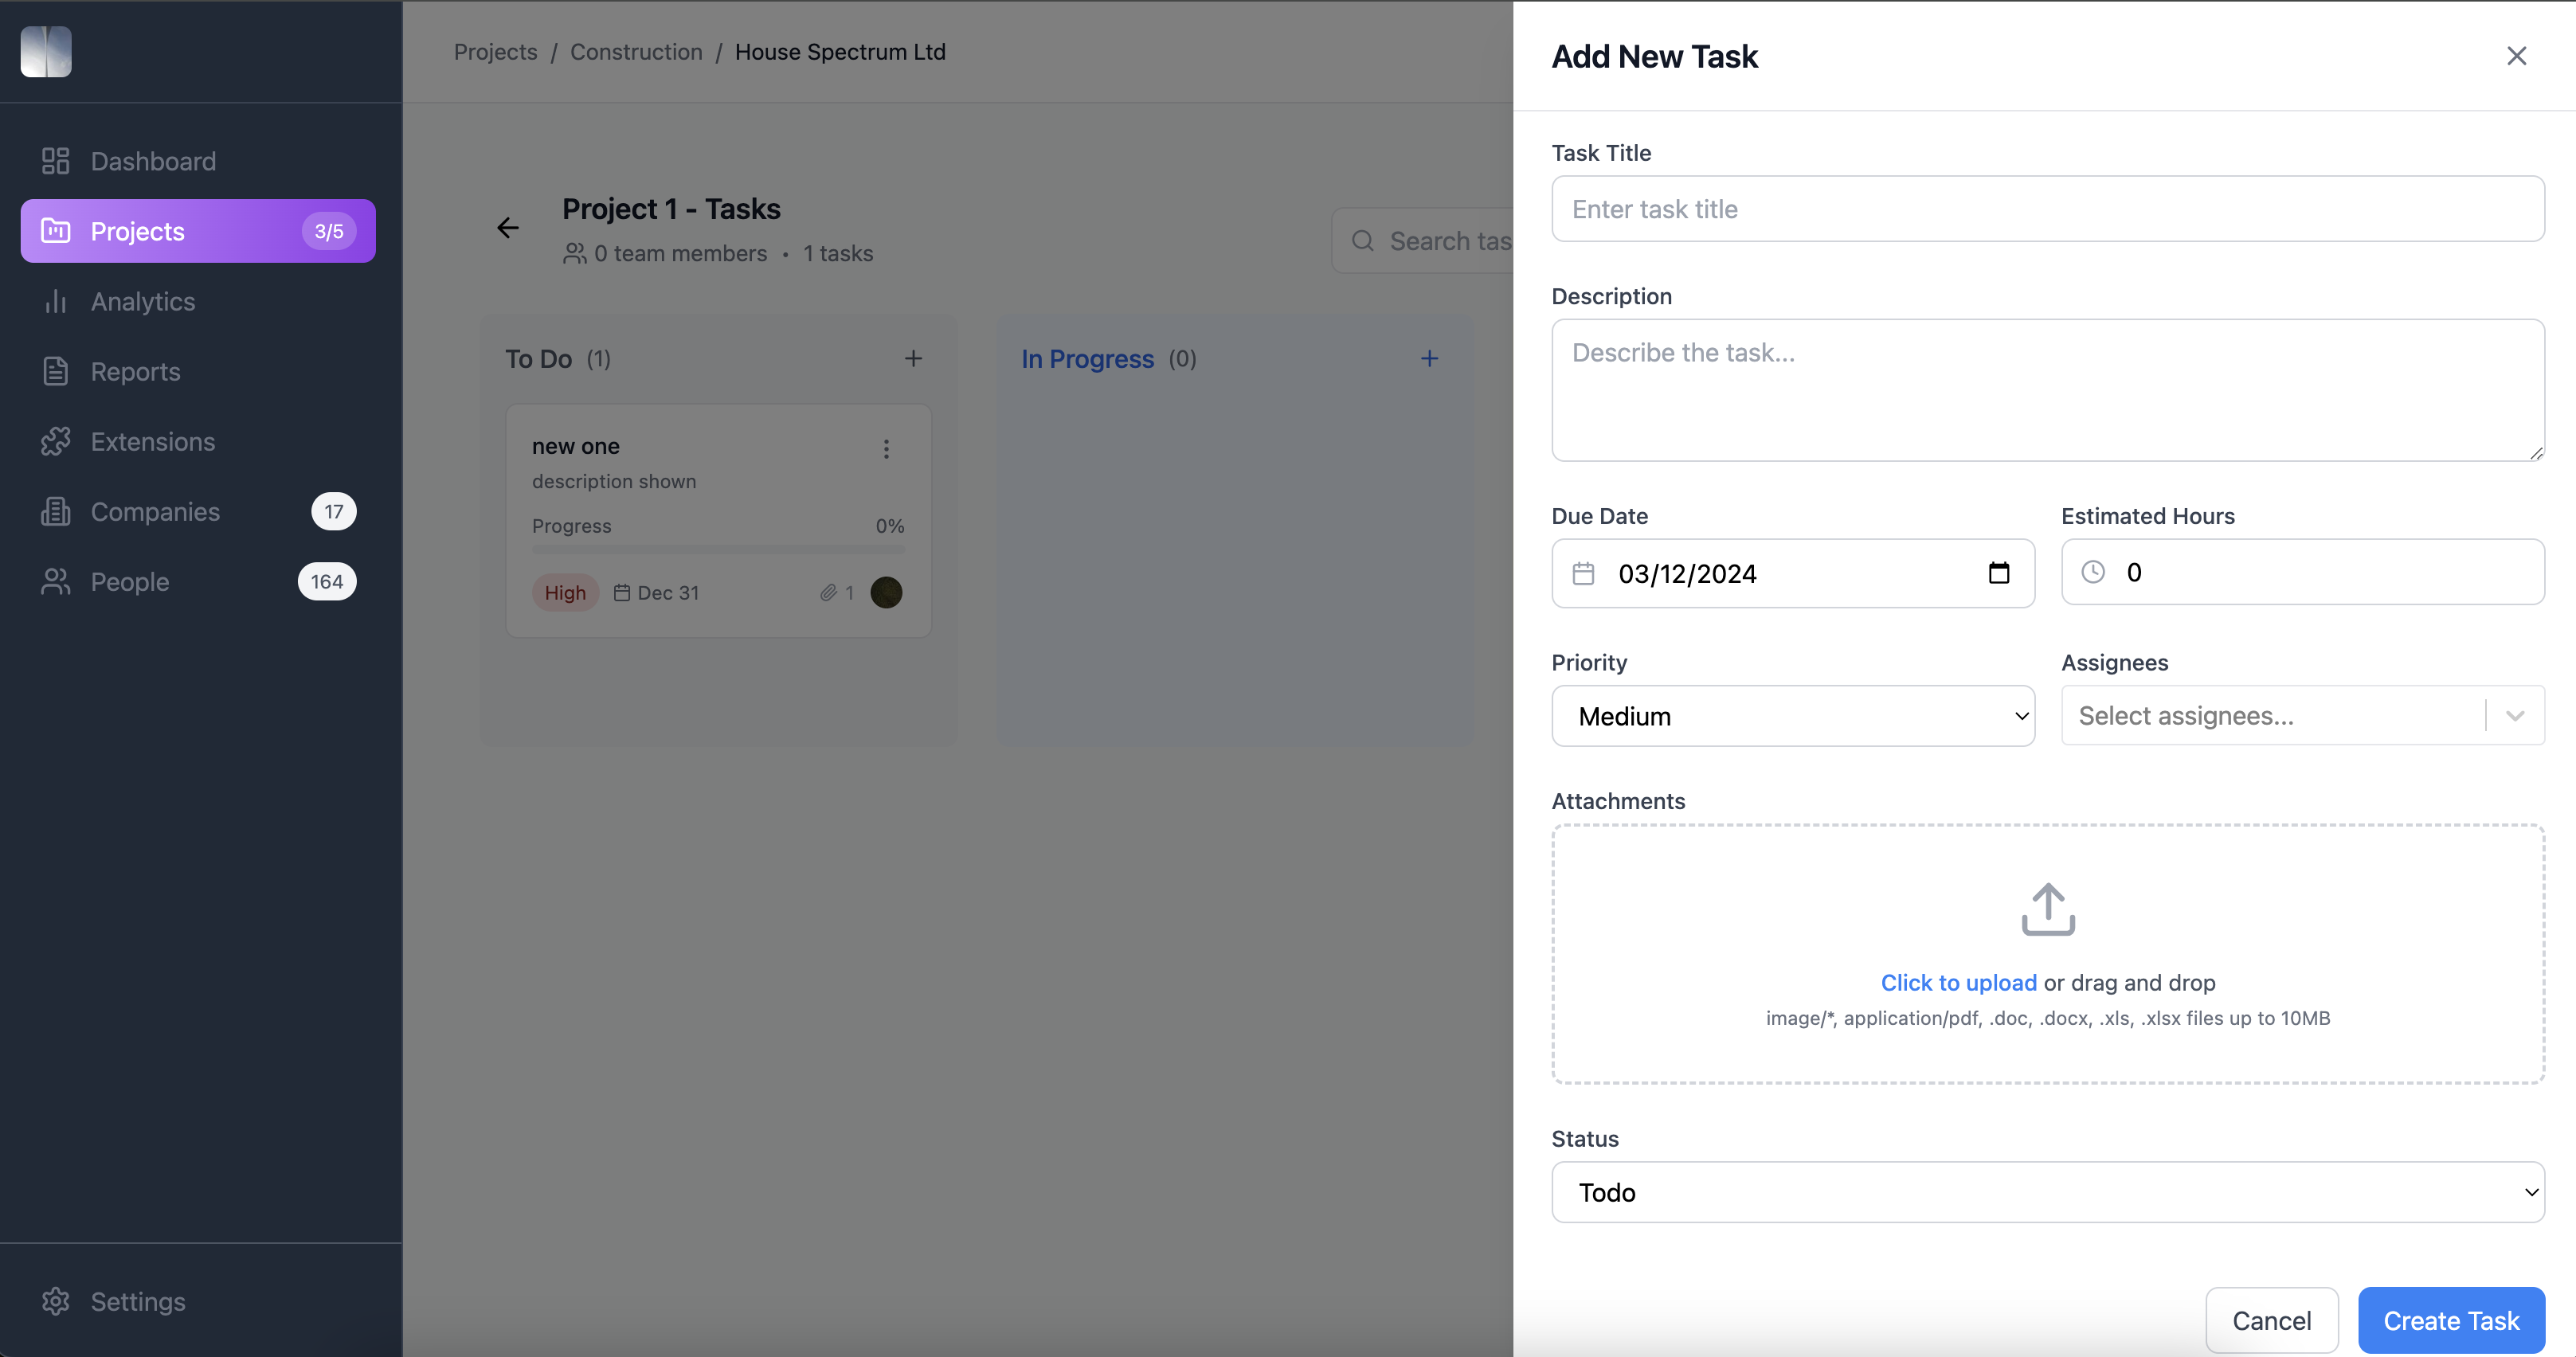 Projects / Construction / House Spectrum Ltd
Dashboard
Projects 3/5
Analytics
Reports
Extensions
Companies 17
People 164
Settings
Project 1 - Tasks
0 team members • 1 tasks
Search tas
To Do (1)
new one
description shown
Progress 0%
High Dec 31 1
In Progress (0)
Add New Task
Task Title
Enter task title
Description
Describe the task...
Due Date Estimated Hours
03/12/2024 0
Priority Assignees
Medium Select assignees...
Attachments
Click to upload or drag and drop
image/*, application/pdf, .doc, .docx, .xls, .xlsx files up to 10MB
Status
Todo
Cancel Create Task